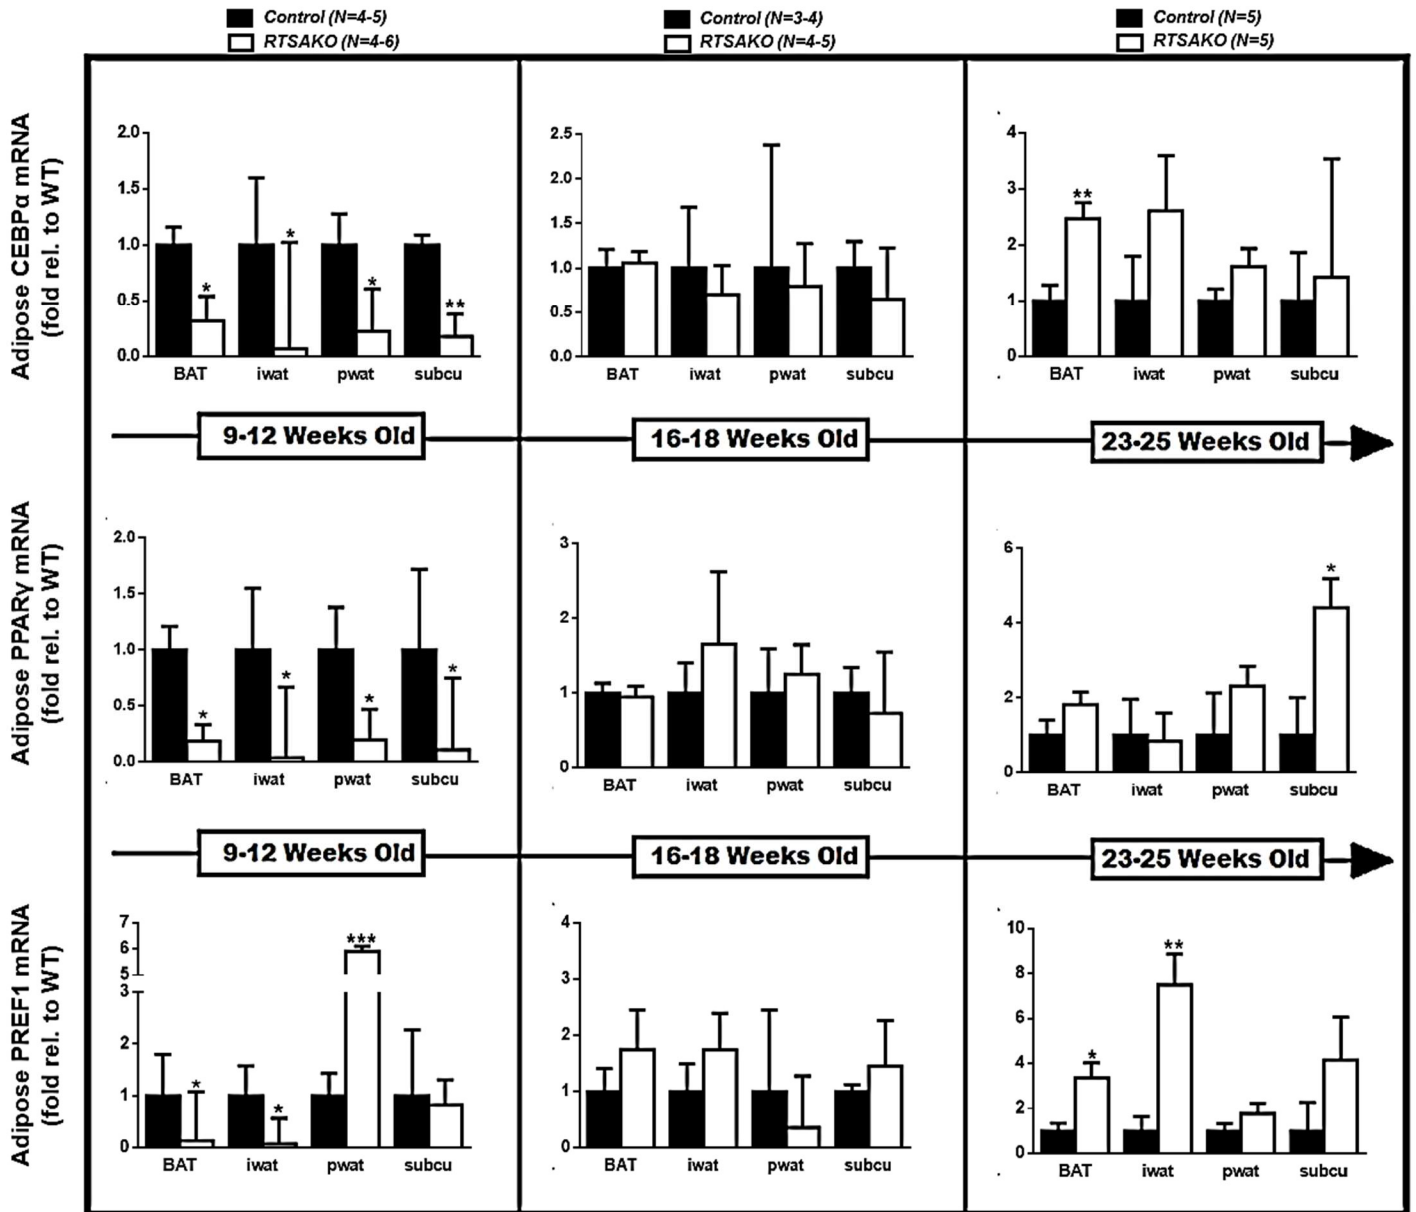 Control (N=4-5)
RTSAKO (N=4-6)
Control (N=3-4)
RTSAKO (N=4-5)
Control (N=5)
RTSAKO (N=5)
Adipose CEBPα mRNA
(fold rel. to WT)
2.0
1.5
1.0
0.5
0.0
* * * **
BAT iwat pwat subcu
2.5
2.0
1.5
1.0
0.5
0.0
BAT iwat pwat subcu
4
3
2
1
0
**
BAT iwat pwat subcu
9-12 Weeks Old
16-18 Weeks Old
23-25 Weeks Old
Adipose PPARγ mRNA
(fold rel. to WT)
2.0
1.5
1.0
0.5
0.0
* * * *
BAT iwat pwat subcu
3
2
1
0
BAT iwat pwat subcu
6
4
2
0
*
BAT iwat pwat subcu
9-12 Weeks Old
16-18 Weeks Old
23-25 Weeks Old
Adipose PREF1 mRNA
(fold rel. to WT)
7
6
5
3
2
1
0
* * ***
BAT iwat pwat subcu
4
3
2
1
0
BAT iwat pwat subcu
10
8
6
4
2
0
* **
BAT iwat pwat subcu